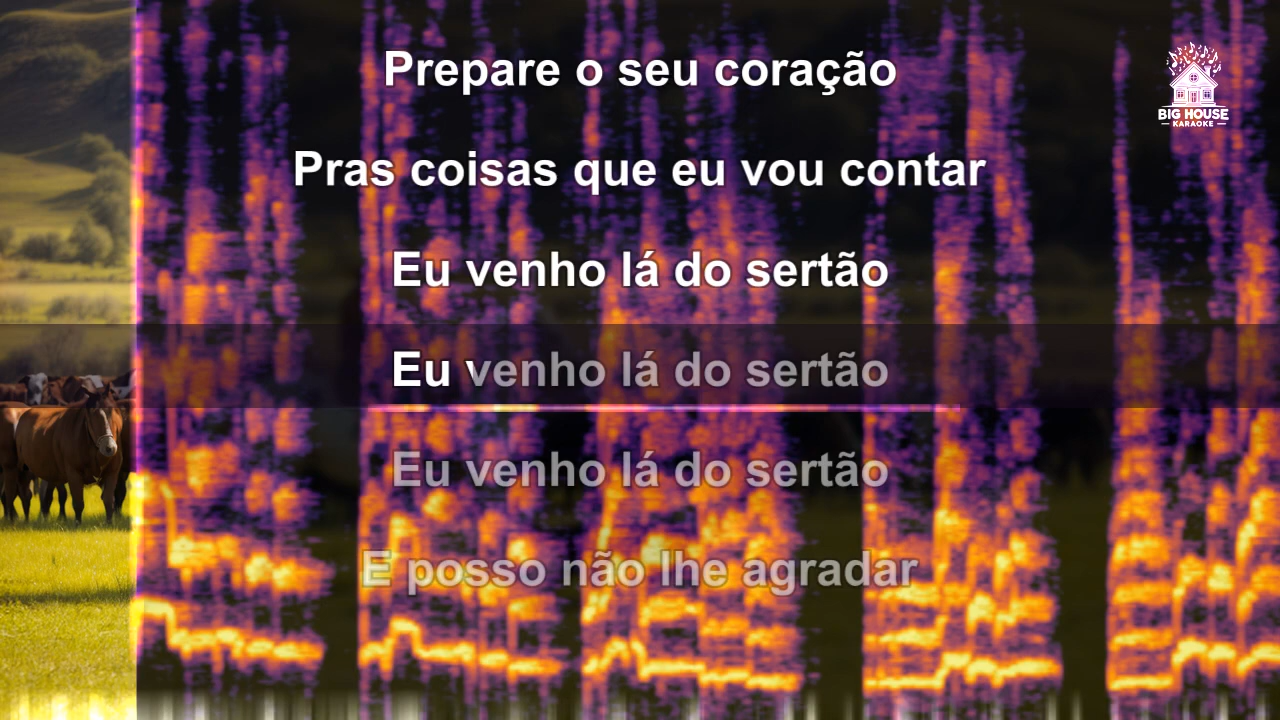 Prepare o seu coração
Pras coisas que eu vou contar
Eu venho lá do sertão
Eu venho lá do sertão
Eu venho lá do sertão
E posso não lhe agradar
BIG HOUSE
KARAOKE